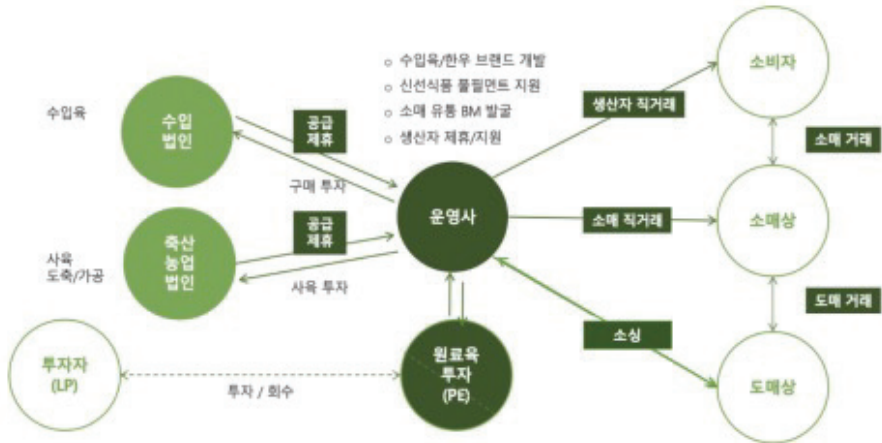 ○ 수입육/한우 브랜드 개발
○ 신선식품 풀필먼트 지원
○ 소매 유통 BM 발굴
○ 생산자 제휴/지원
수입육
수입
법인
공급
제휴
구매 투자
사육
도축/가공
축산
농업
법인
공급
제휴
사육 투자
운영사
생산자 직거래
소비자
소매 거래
소매 직거래
소매상
도매 거래
소싱
도매상
투자자
(LP)
투자 / 회수
원료육
투자
(PE)